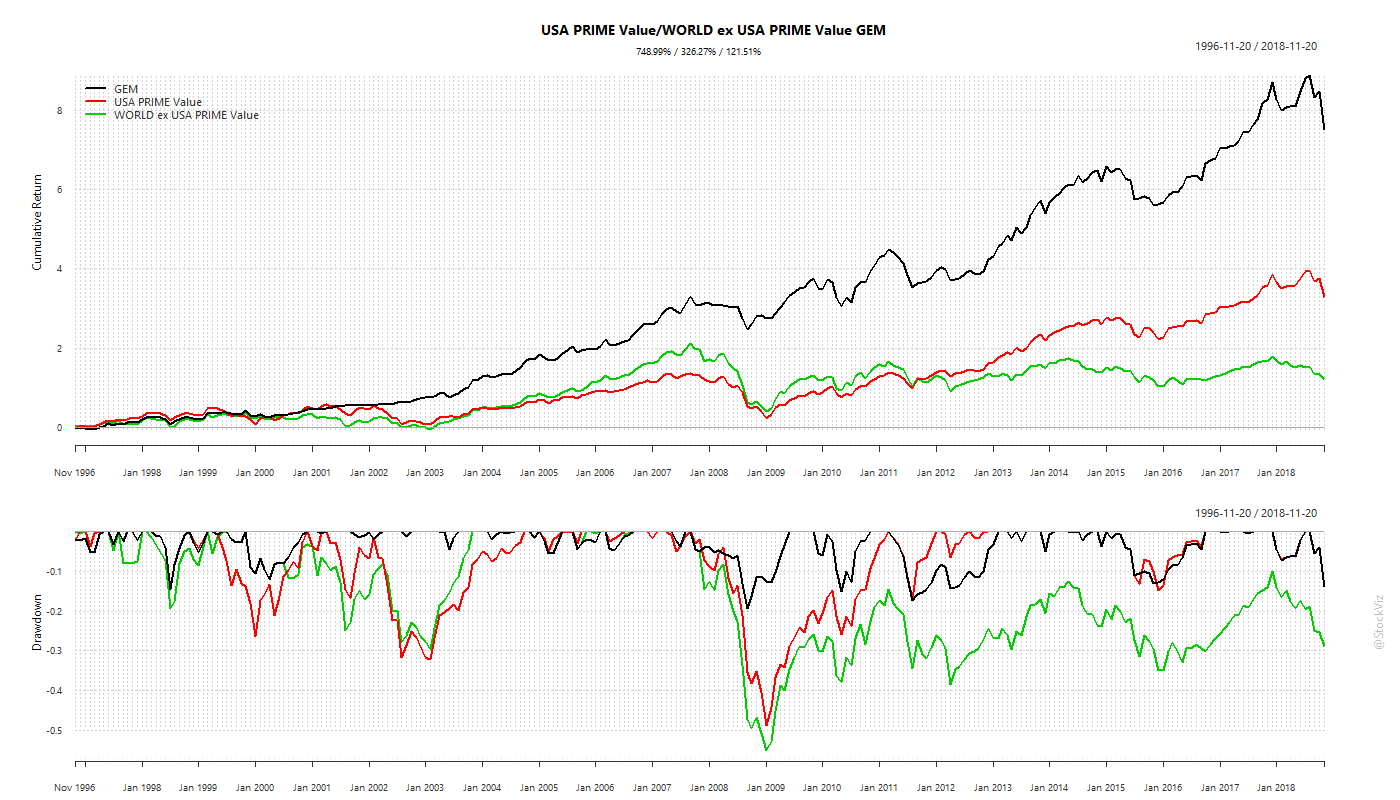 USA PRIME Value/WORLD ex USA PRIME Value GEM
748.99% / 326.27% / 121.51%
1996-11-20 / 2018-11-20
GEM
USA PRIME Value
WORLD ex USA PRIME Value
Cumulative Return
8
6
4
2
0
Nov 1996 Jan 1998 Jan 1999 Jan 2000 Jan 2001 Jan 2002 Jan 2003 Jan 2004 Jan 2005 Jan 2006 Jan 2007 Jan 2008 Jan 2009 Jan 2010 Jan 2011 Jan 2012 Jan 2013 Jan 2014 Jan 2015 Jan 2016 Jan 2017 Jan 2018
1996-11-20 / 2018-11-20
Drawdown
-0.1
-0.2
-0.3
-0.4
-0.5
Nov 1996 Jan 1998 Jan 1999 Jan 2000 Jan 2001 Jan 2002 Jan 2003 Jan 2004 Jan 2005 Jan 2006 Jan 2007 Jan 2008 Jan 2009 Jan 2010 Jan 2011 Jan 2012 Jan 2013 Jan 2014 Jan 2015 Jan 2016 Jan 2017 Jan 2018
@StockViz